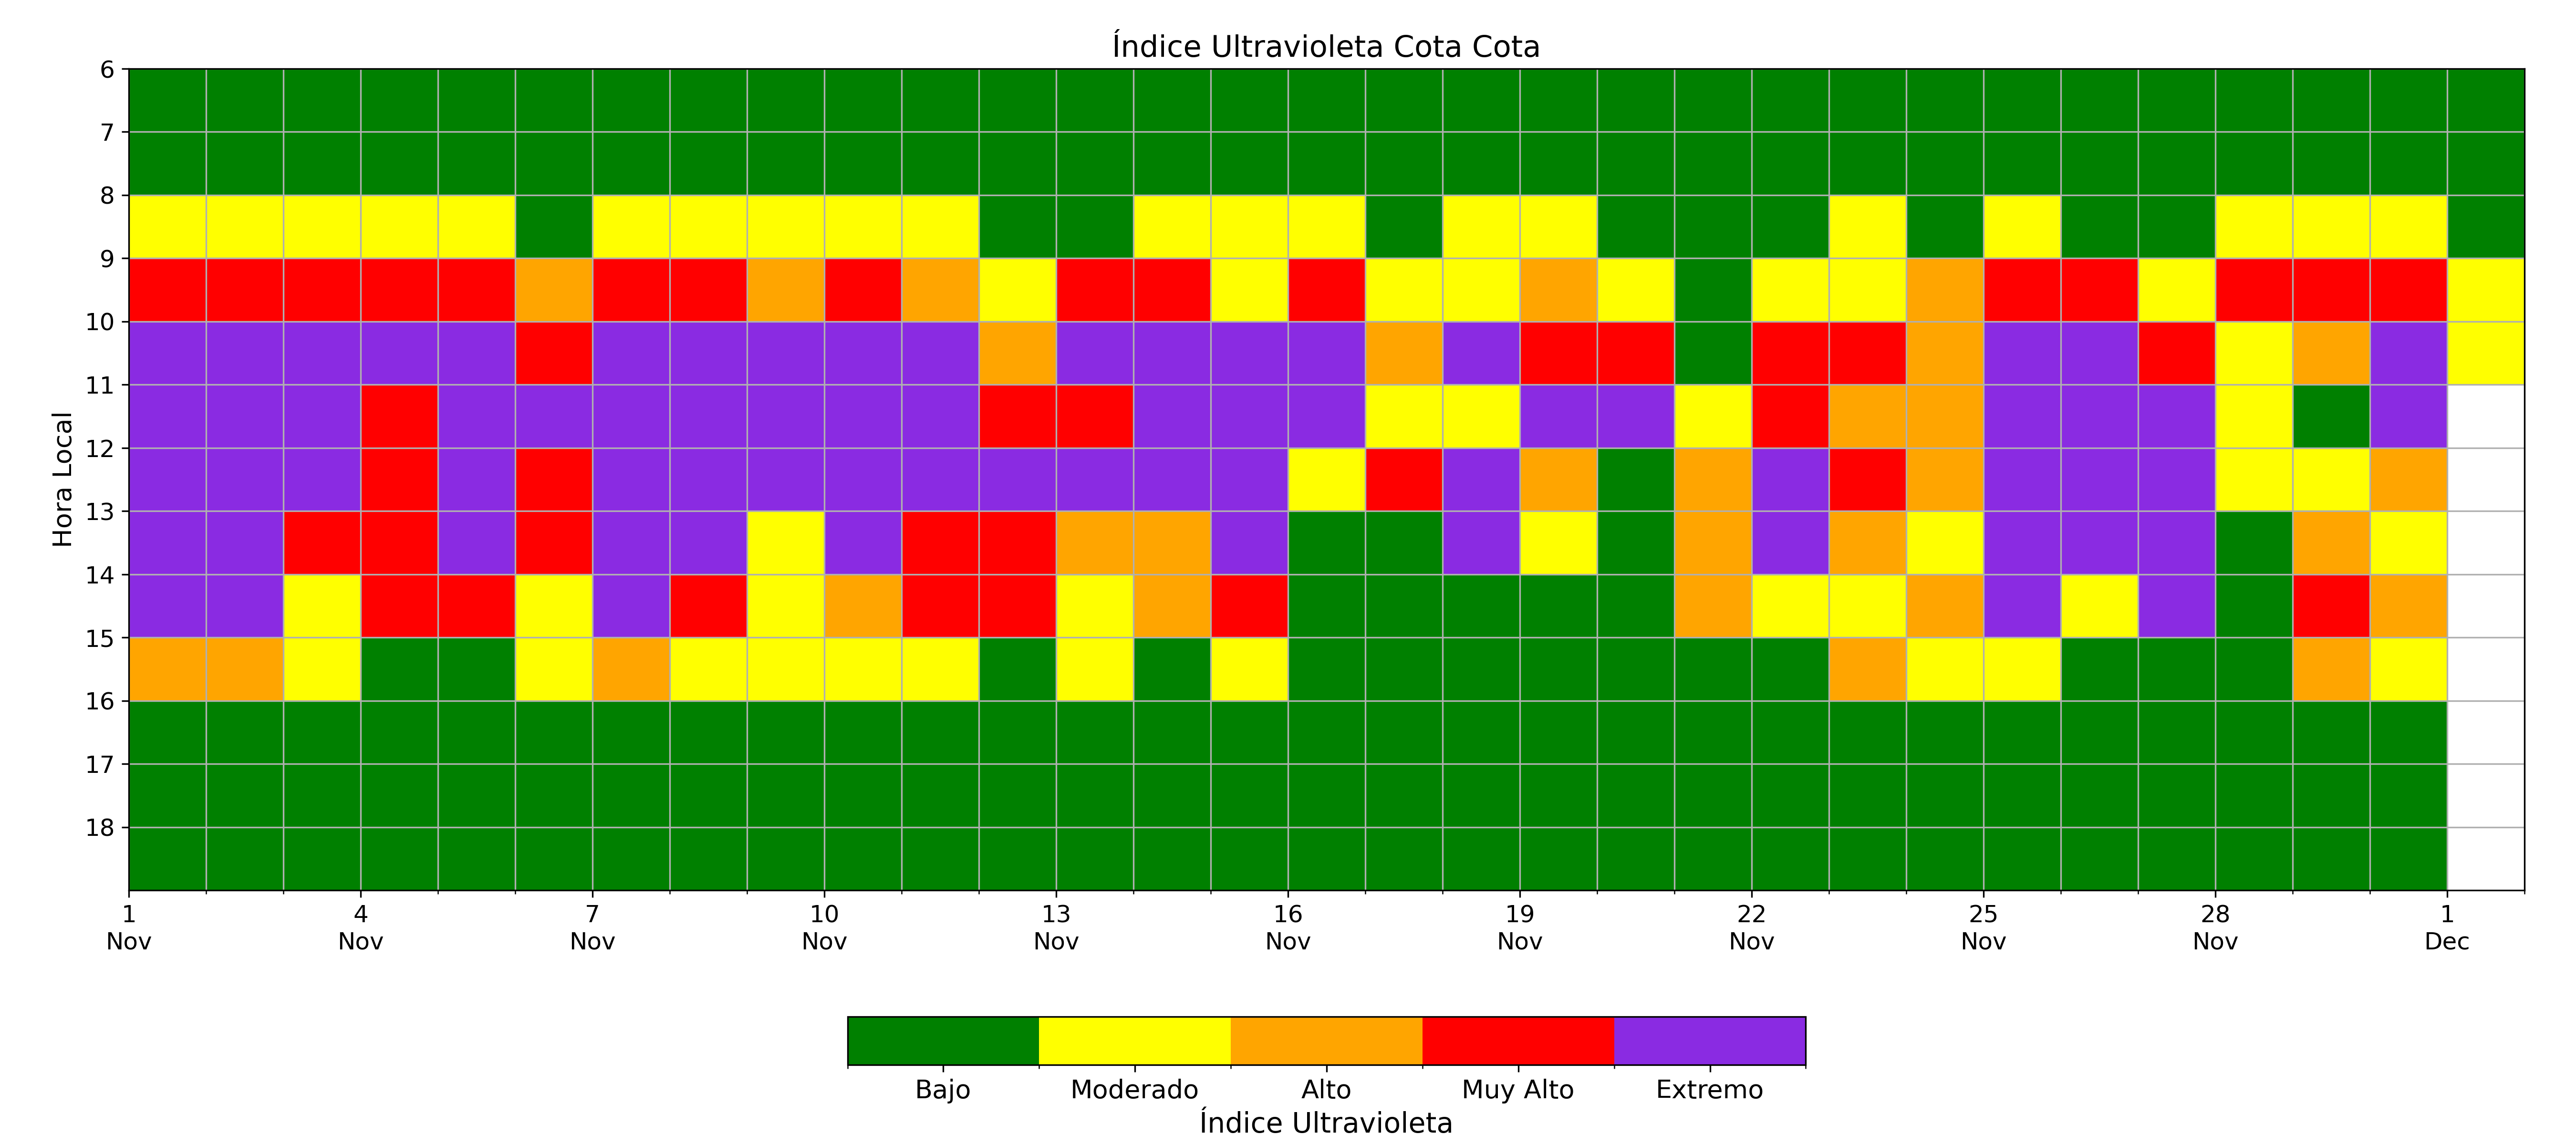 Índice Ultravioleta Cota Cota
Hora Local
6
7
8
9
10
11
12
13
14
15
16
17
18
1 4 7 10 13 16 19 22 25 28 1
Nov Nov Nov Nov Nov Nov Nov Nov Nov Nov Dec
Bajo Moderado Alto Muy Alto Extremo
Índice Ultravioleta